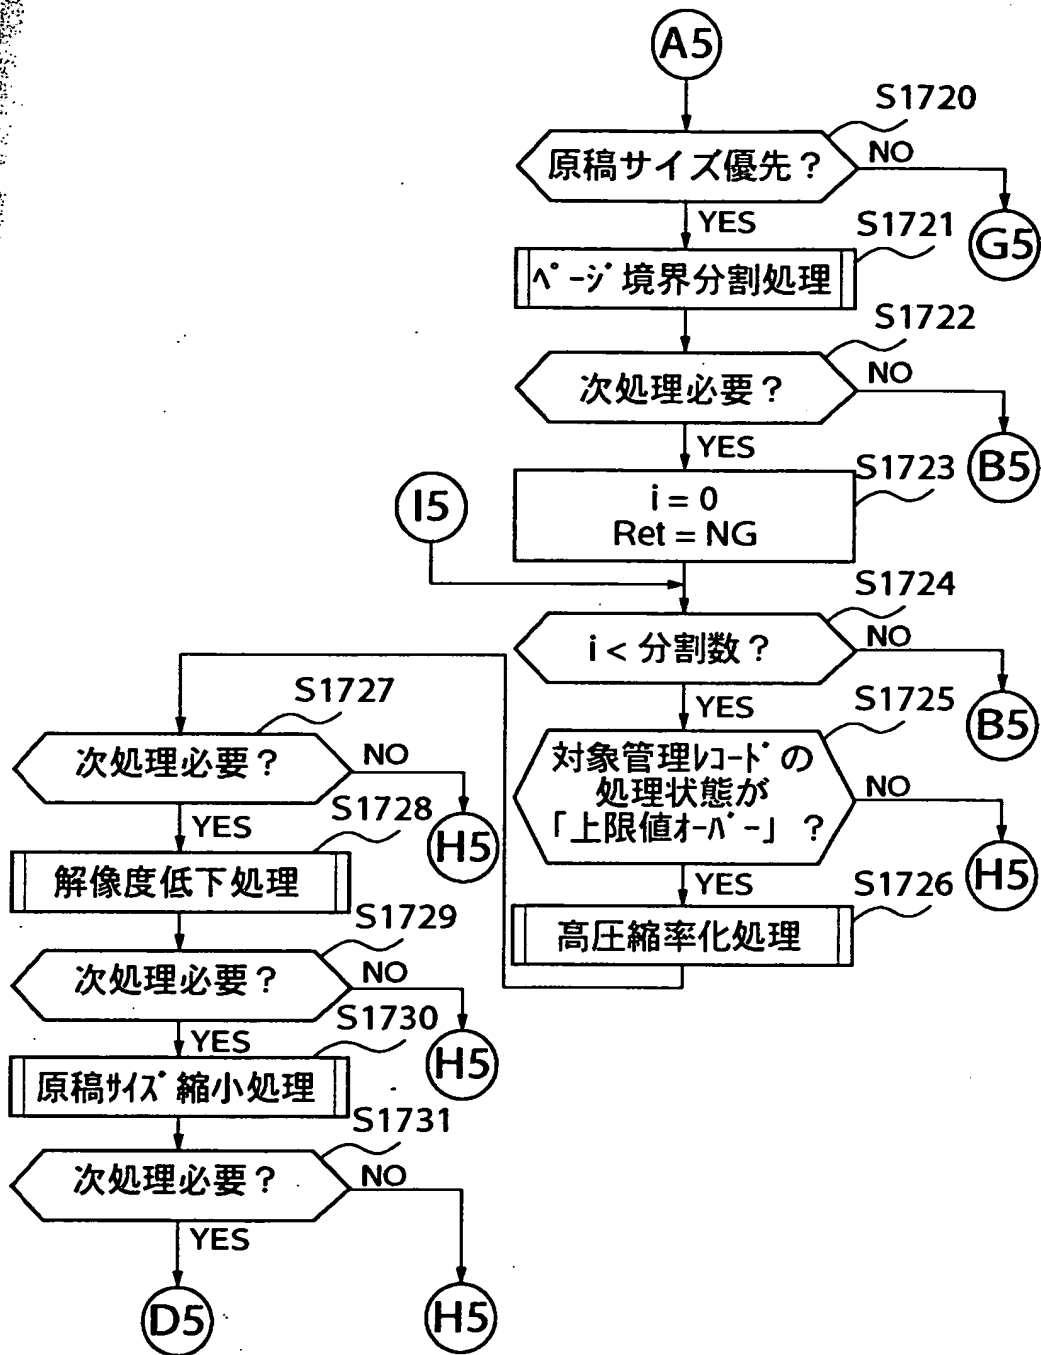 A5
S1720
原稿サイズ優先？
NO
G5
YES
S1721
ﾍﾟｰｼﾞ境界分割処理
S1722
次処理必要？
NO
B5
YES
S1723
i = 0
Ret = NG
I5
S1724
i < 分割数？
NO
B5
YES
S1725
対象管理ﾚｺｰﾄﾞの
処理状態が
「上限値ｵｰﾊﾞｰ」？
NO
H5
YES
S1726
高圧縮率化処理
S1727
次処理必要？
NO
H5
YES
S1728
解像度低下処理
S1729
次処理必要？
NO
H5
YES
S1730
原稿ｻｲｽﾞ縮小処理
S1731
次処理必要？
NO
H5
YES
D5